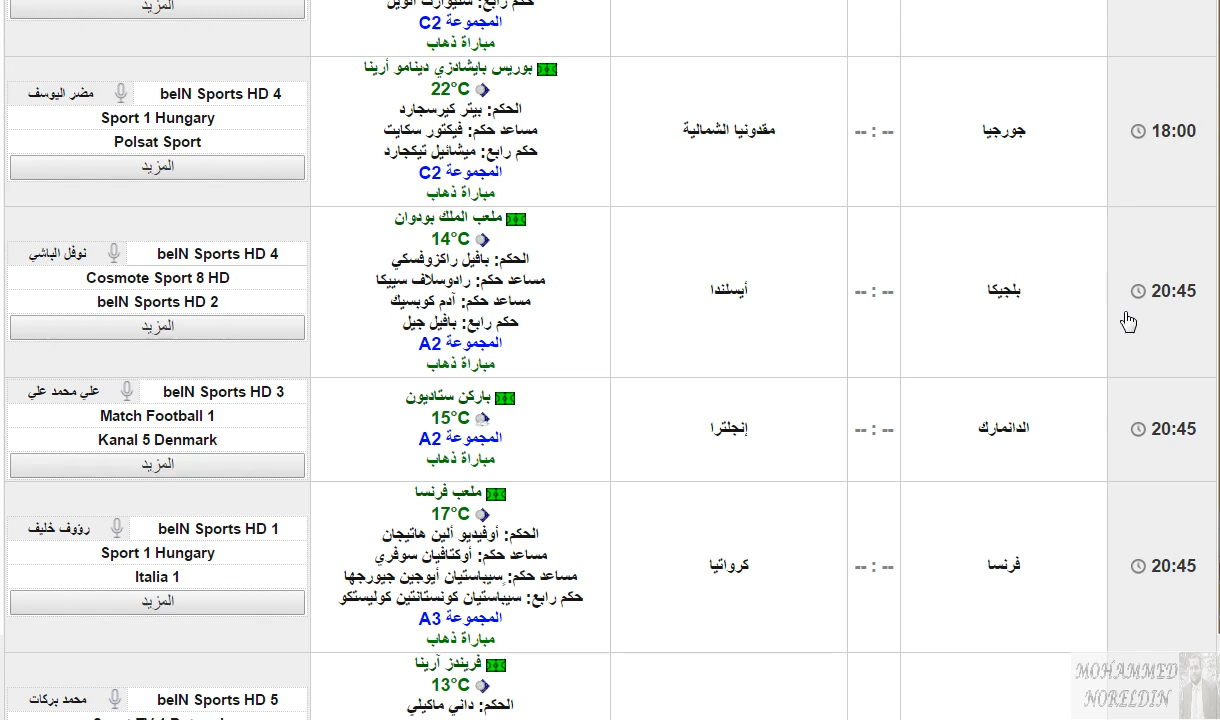 المزيد
حكم رابع: ستيوارت اتويل
المجموعة C2
مباراة ذهاب
18:00
جورجيا
-- : --
مقدونيا الشمالية
بوريس بايشادزي دينامو أرينا
22°C
الحكم: بيتر كيرسجارد
مساعد حكم: فيكتور سكايت
حكم رابع: ميشائيل تيكجارد
المجموعة C2
مباراة ذهاب
beIN Sports HD 4 مضر اليوسف
Sport 1 Hungary
Polsat Sport
المزيد
20:45
بلجيكا
-- : --
أيسلندا
ملعب الملك بودوان
14°C
الحكم: بافيل راكزوفسكي
مساعد حكم: رادوسلاف سييكا
مساعد حكم: آدم كوبسيك
حكم رابع: بافيل جيل
المجموعة A2
مباراة ذهاب
beIN Sports HD 4 نوفل الباشي
Cosmote Sport 8 HD
beIN Sports HD 2
المزيد
20:45
الدانمارك
-- : --
إنجلترا
باركن ستاديون
15°C
المجموعة A2
مباراة ذهاب
beIN Sports HD 3 علي محمد علي
Match Football 1
Kanal 5 Denmark
المزيد
20:45
فرنسا
-- : --
كرواتيا
ملعب فرنسا
17°C
الحكم: أوفيديو ألين هاتيجان
مساعد حكم: أوكتافيان سوفري
مساعد حكم: سيباستيان أيوجين جيورجها
حكم رابع: سيباستيان كونستانتين كوليستكو
المجموعة A3
مباراة ذهاب
beIN Sports HD 1 رؤوف خليف
Sport 1 Hungary
Italia 1
المزيد
فريندز آرينا
13°C
الحكم: داني ماكيلي
beIN Sports HD 5 محمد بركات
MOHAMMED
NORELDIN